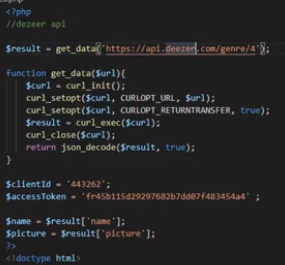 <?php
//dezeer api
$result = get_data('https://api.deezer.com/genre/4');
function get_data($url){
$curl = curl_init();
curl_setopt($curl, CURLOPT_URL, $url);
curl_setopt($curl, CURLOPT_RETURNTRANSFER, true);
$result = curl_exec($curl);
curl_close($curl);
return json_decode($result, true);
}
$clientId = '443262';
$accessToken = 'fr45b115d29297682b7dd07f483454a4' ;
$name = $result['name'];
$picture = $result['picture'];
?>
<!doctype html>